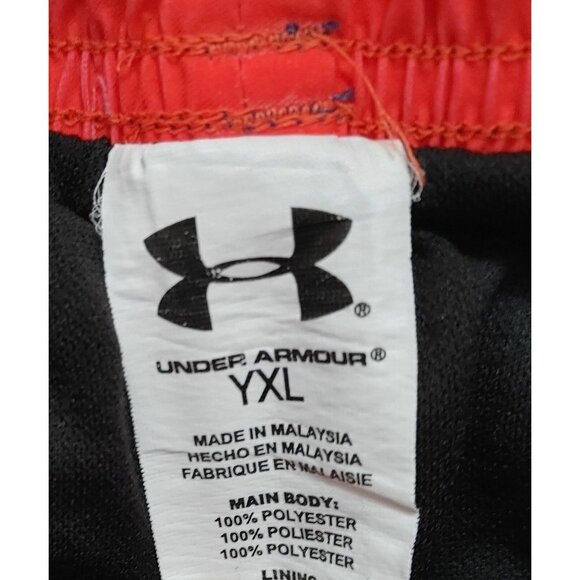 ®
UNDER ARMOUR®
YXL
MADE IN MALAYSIA
HECHO EN MALAYSIA
FABRIQUE EN MALAISIE
MAIN BODY:
100% POLYESTER
100% POLIESTER
100% POLYESTER
LINING